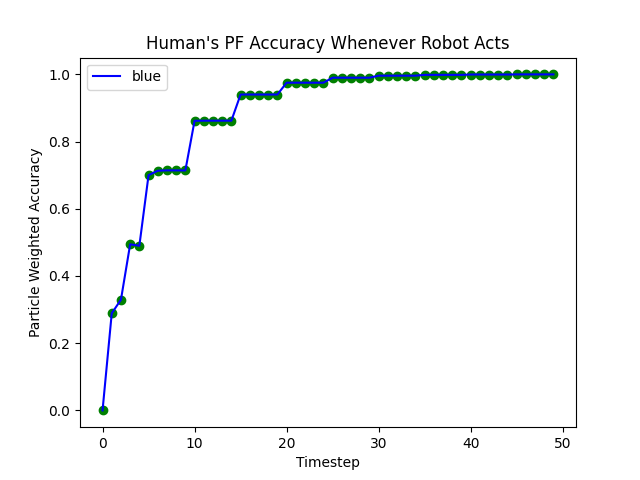 Human's PF Accuracy Whenever Robot Acts
blue
1.0
0.8
0.6
0.4
0.2
0.0
Particle Weighted Accuracy
0 10 20 30 40 50
Timestep